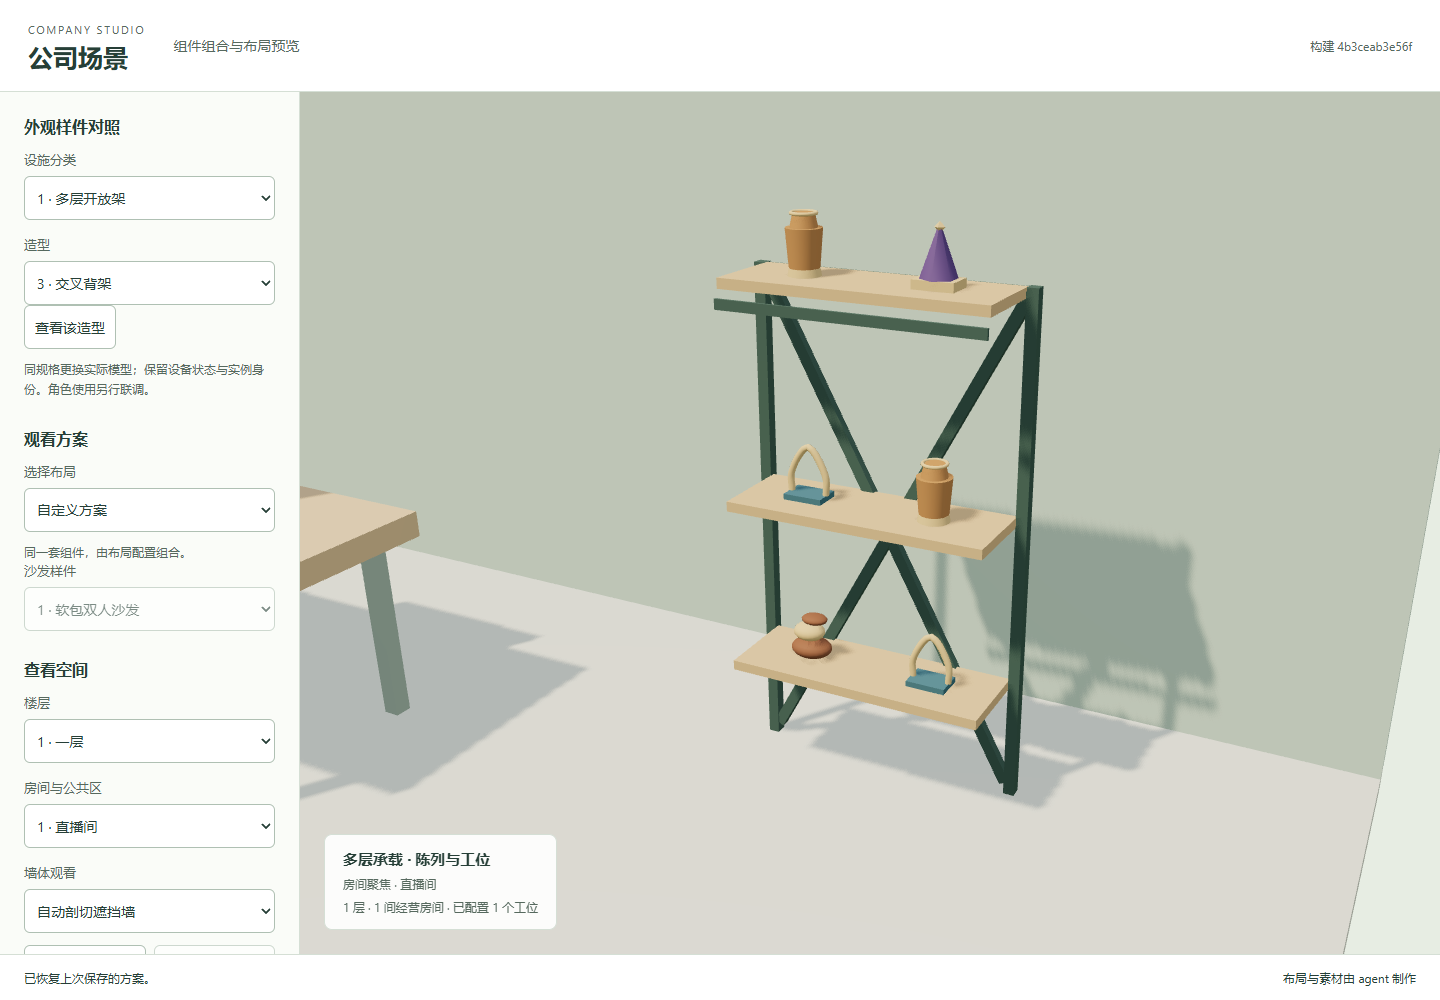 COMPANY STUDIO
公司场景
组件组合与布局预览
构建 4b3ceab3e56f
外观样件对照
设施分类
1 · 多层开放架
造型
3 · 交叉背架
查看该造型
同规格更换实际模型；保留设备状态与实例身
份。角色使用另行联调。
观看方案
选择布局
自定义方案
同一套组件，由布局配置组合。
沙发样件
1 · 软包双人沙发
查看空间
楼层
1 · 一层
房间与公共区
1 · 直播间
墙体观看
自动剖切遮挡墙
多层承载 · 陈列与工位
房间聚焦 · 直播间
1 层 · 1 间经营房间 · 已配置 1 个工位
已恢复上次保存的方案。
布局与素材由 agent 制作